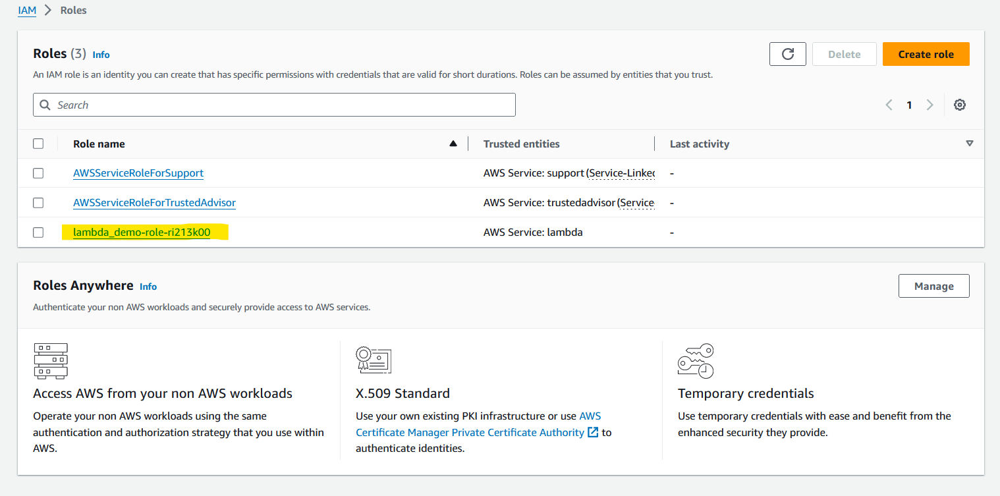 IAM > Roles
Roles (3) Info
Delete
Create role
An IAM role is an identity you can create that has specific permissions with credentials that are valid for short durations. Roles can be assumed by entities that you trust.
Search
1
Role name Trusted entities Last activity
AWSServiceRoleForSupport AWS Service: support (Service-Linked -
AWSServiceRoleForTrustedAdvisor AWS Service: trustedadvisor (Service -
lambda_demo-role-ri213k00 AWS Service: lambda -
Roles Anywhere Info
Manage
Authenticate your non AWS workloads and securely provide access to AWS services.
Access AWS from your non AWS workloads
Operate your non AWS workloads using the same
authentication and authorization strategy that you use within
AWS.
X.509 Standard
Use your own existing PKI infrastructure or use AWS
Certificate Manager Private Certificate Authority to
authenticate identities.
Temporary credentials
Use temporary credentials with ease and benefit from the
enhanced security they provide.